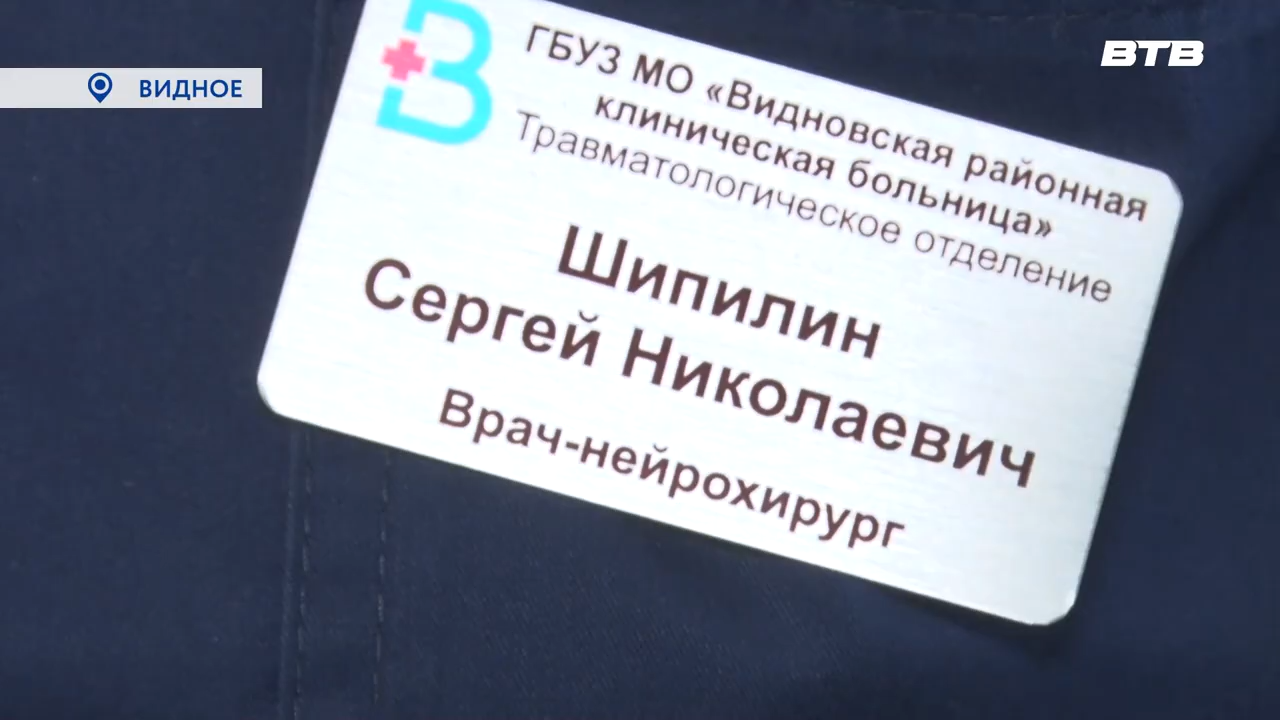 ВИДНОЕ
ВТВ
ГБУЗ МО «Видновская районная
клиническая больница»
Травматологическое отделение
Шипилин
Сергей Николаевич
Врач-нейрохирург